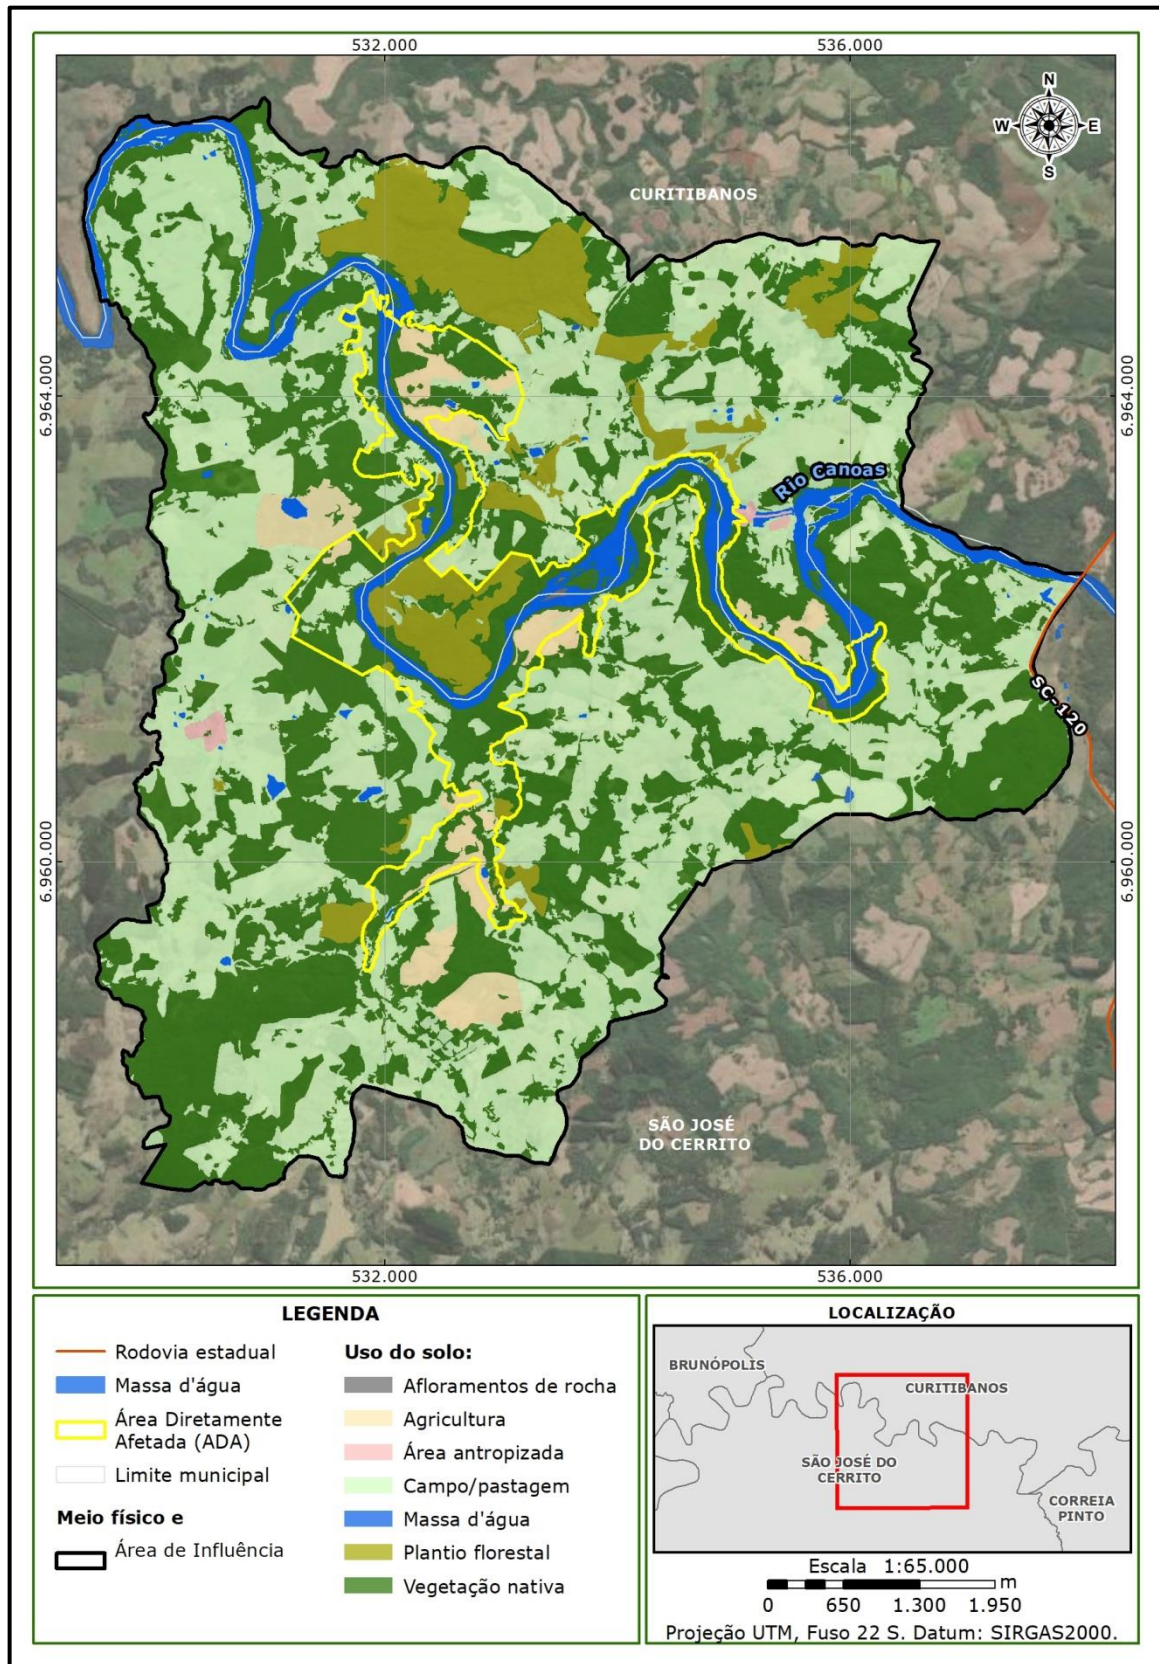 532.000
536.000
N
W
E
S
CURITIBANOS
6.964.000
6.964.000
Rio Canoas
SC-120
6.960.000
6.960.000
SÃO JOSÉ
DO CERRITO
532.000
536.000
LEGENDA
Rodovia estadual
Massa d'água
Área Diretamente
Afetada (ADA)
Limite municipal
Meio físico e
Área de Influência
Uso do solo:
Afloramentos de rocha
Agricultura
Área antropizada
Campo/pastagem
Massa d'água
Plantio florestal
Vegetação nativa
LOCALIZAÇÃO
BRUNÓPOLIS
CURITIBANOS
SÃO JOSÉ DO
CERRITO
CORREIA
PINTO
Escala 1:65.000
m
0 650 1.300 1.950
Projeção UTM, Fuso 22 S. Datum: SIRGAS2000.